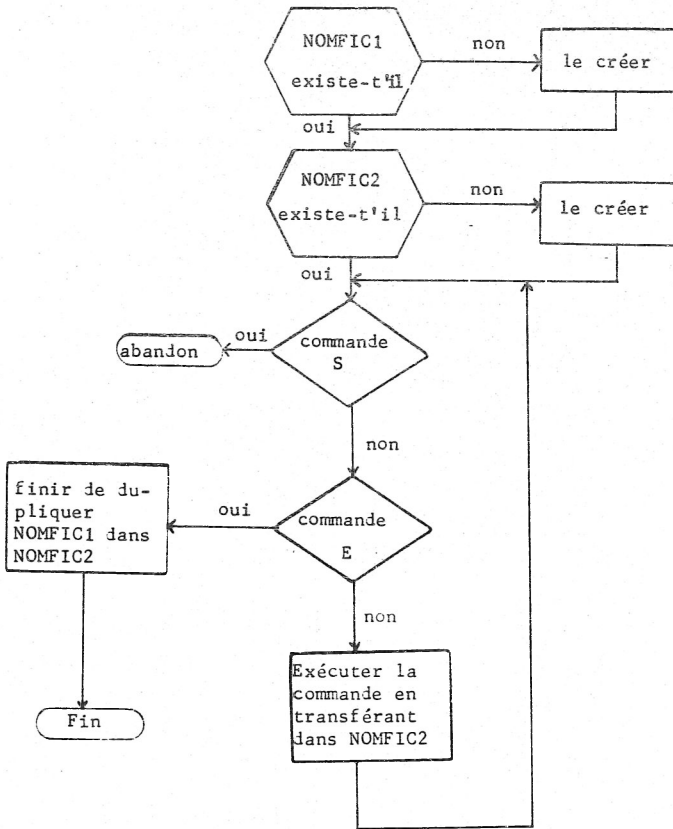 NOMFIC1
existe-t'il
non
le créer
oui
NOMFIC2
existe-t'il
non
le créer
oui
commande
S
oui
abandon
non
commande
E
oui
finir de du-
pliquer
NOMFIC1 dans
NOMFIC2
non
Exécuter la
commande en
transférant
dans NOMFIC2
Fin